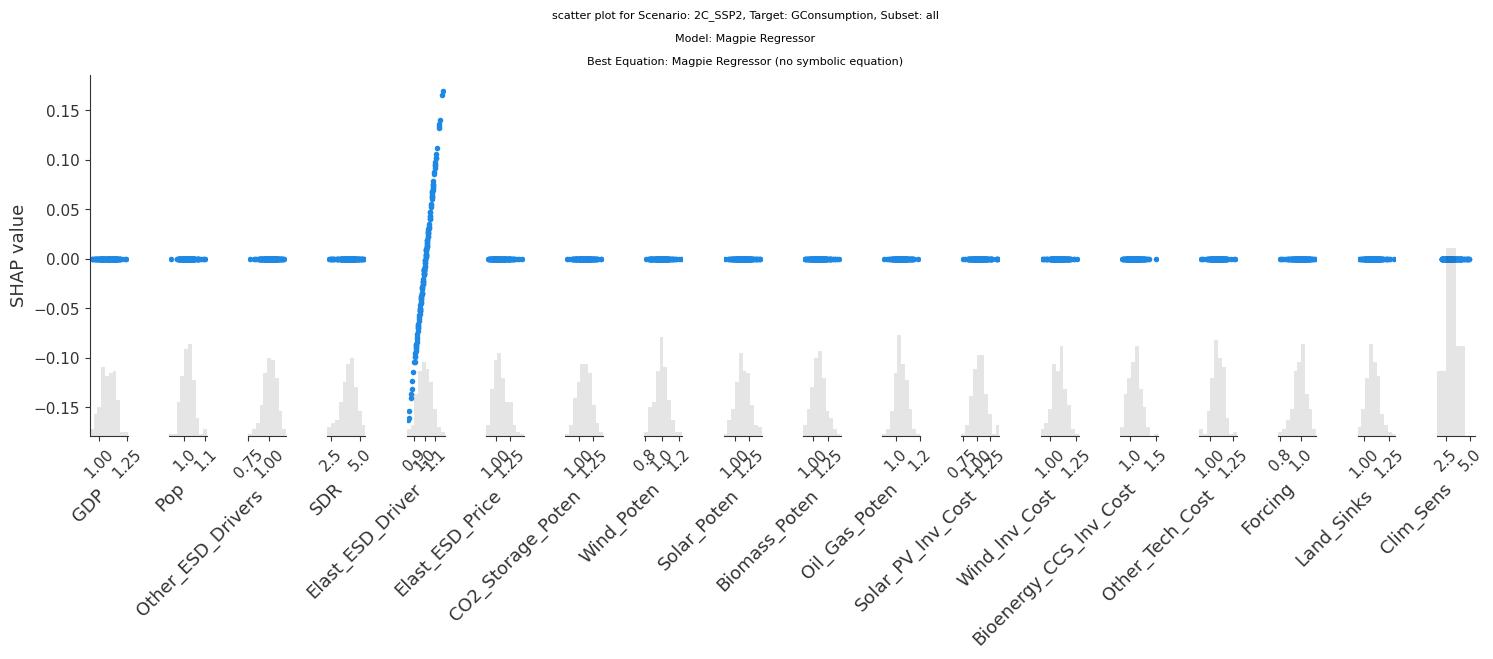 scatter plot for Scenario: 2C_SSP2, Target: GConsumption, Subset: all
Model: Magpie Regressor
Best Equation: Magpie Regressor (no symbolic equation)
SHAP value
0.15
0.10
0.05
0.00
−0.05
−0.10
−0.15
1.00 1.25
1.0 1.1
0.75 1.00
2.5 5.0
0.9 1.0 1.1
1.00 1.25
1.00 1.25
0.8 1.0 1.2
1.00 1.25
1.00 1.25
1.0 1.2
0.75 1.00 1.25
1.00 1.25
1.0 1.5
1.00 1.25
0.8 1.0
1.00 1.25
2.5 5.0
GDP
Pop
Other_ESD_Drivers
SDR
Elast_ESD_Driver
Elast_ESD_Price
CO2_Storage_Poten
Wind_Poten
Solar_Poten
Biomass_Poten
Oil_Gas_Poten
Solar_PV_Inv_Cost
Wind_Inv_Cost
Bioenergy_CCS_Inv_Cost
Other_Tech_Cost
Forcing
Land_Sinks
Clim_Sens